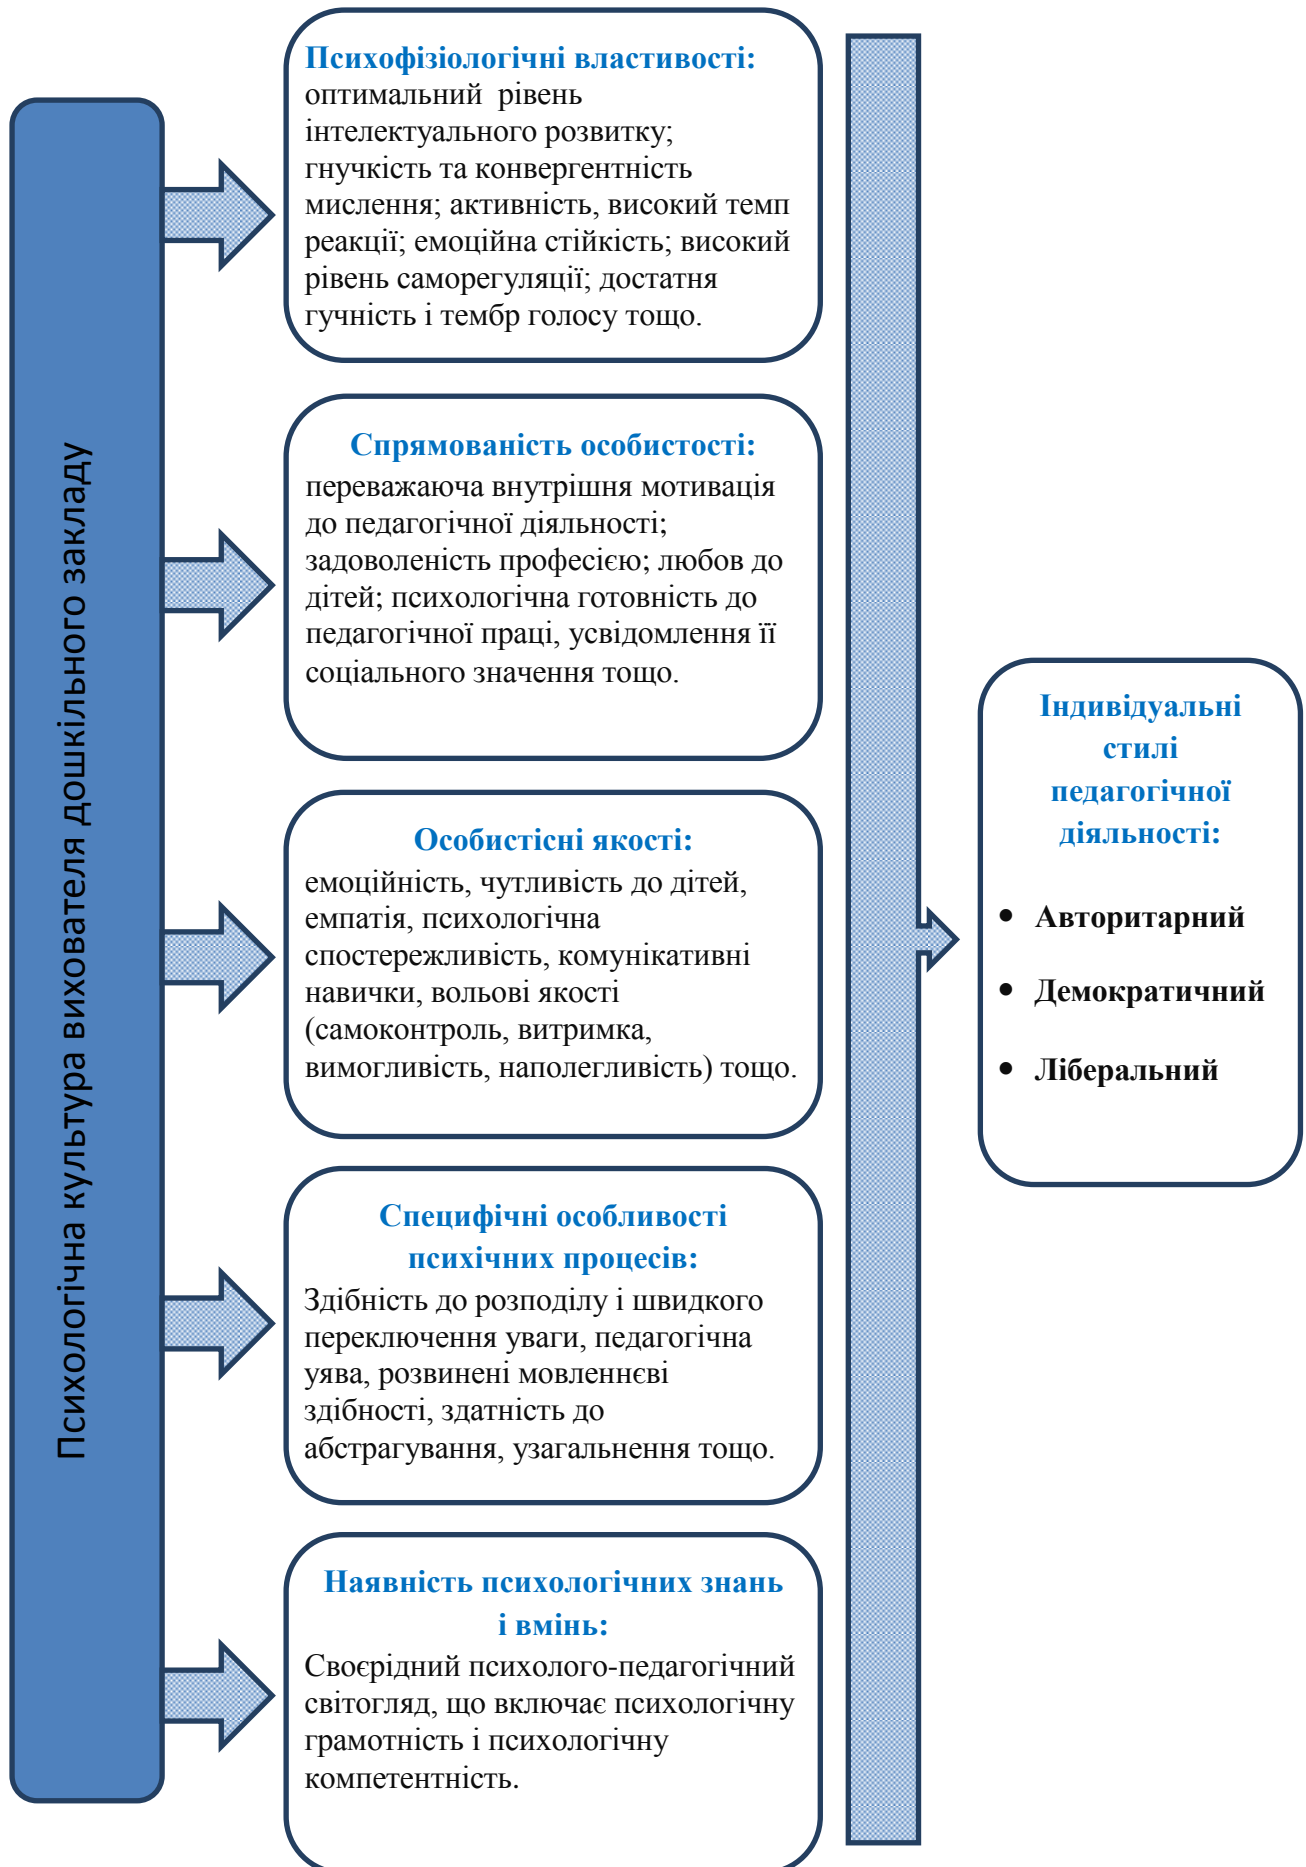 Психологічна культура вихователя дошкільного закладу
Психофізіологічні властивості:
оптимальний рівень
інтелектуального розвитку;
гнучкість та конвергентність
мислення; активність, високий темп
реакції; емоційна стійкість; високий
рівень саморегуляції; достатня
гучність і тембр голосу тощо.
Спрямованість особистості:
переважаюча внутрішня мотивація
до педагогічної діяльності;
задоволеність професією; любов до
дітей; психологічна готовність до
педагогічної праці, усвідомлення її
соціального значення тощо.
Особистісні якості:
емоційність, чутливість до дітей,
емпатія, психологічна
спостережливість, комунікативні
навички, вольові якості
(самоконтроль, витримка,
вимогливість, наполегливість) тощо.
Специфічні особливості
психічних процесів:
Здібність до розподілу і швидкого
переключення уваги, педагогічна
уява, розвинені мовленнєві
здібності, здатність до
абстрагування, узагальнення тощо.
Наявність психологічних знань
і вмінь:
Своєрідний психолого-педагогічний
світогляд, що включає психологічну
грамотність і психологічну
компетентність.
Індивідуальні
стилі
педагогічної
діяльності:
• Авторитарний
• Демократичний
• Ліберальний